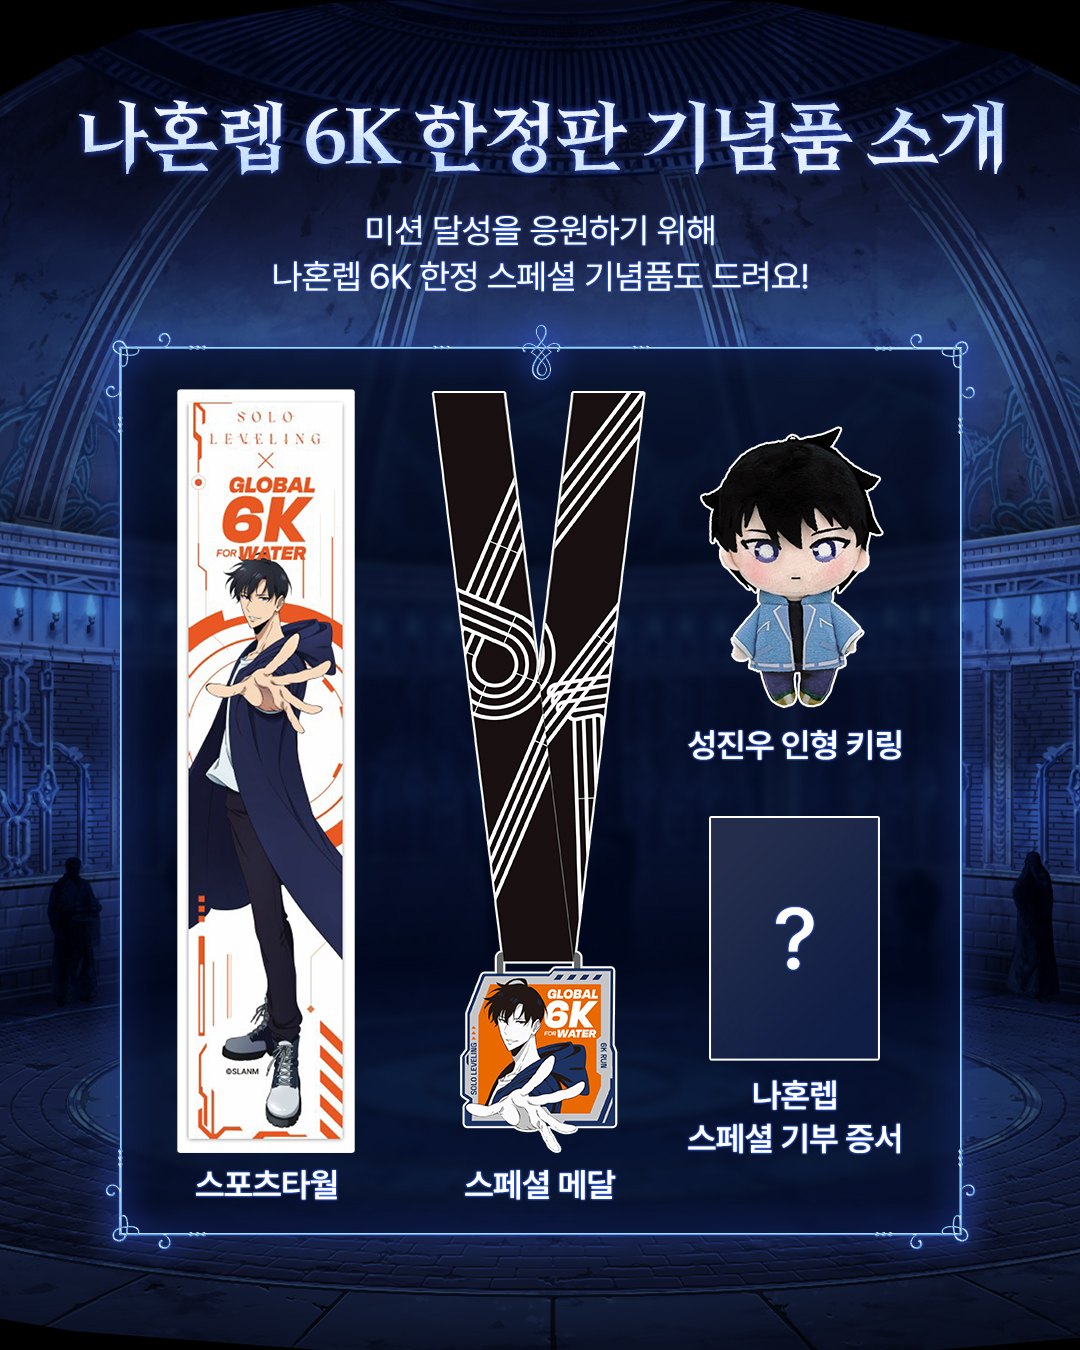 나혼렙 6K 한정판 기념품 소개
미션 달성을 응원하기 위해
나혼렙 6K 한정 스페셜 기념품도 드려요!
SOLO
LEVELING
×
GLOBAL
6K
FOR WATER
©SLANM
스포츠타월
GLOBAL
6K
FOR WATER
SOLO LEVELING
6K RUN
스페셜 메달
성진우 인형 키링
?
나혼렙
스페셜 기부 증서